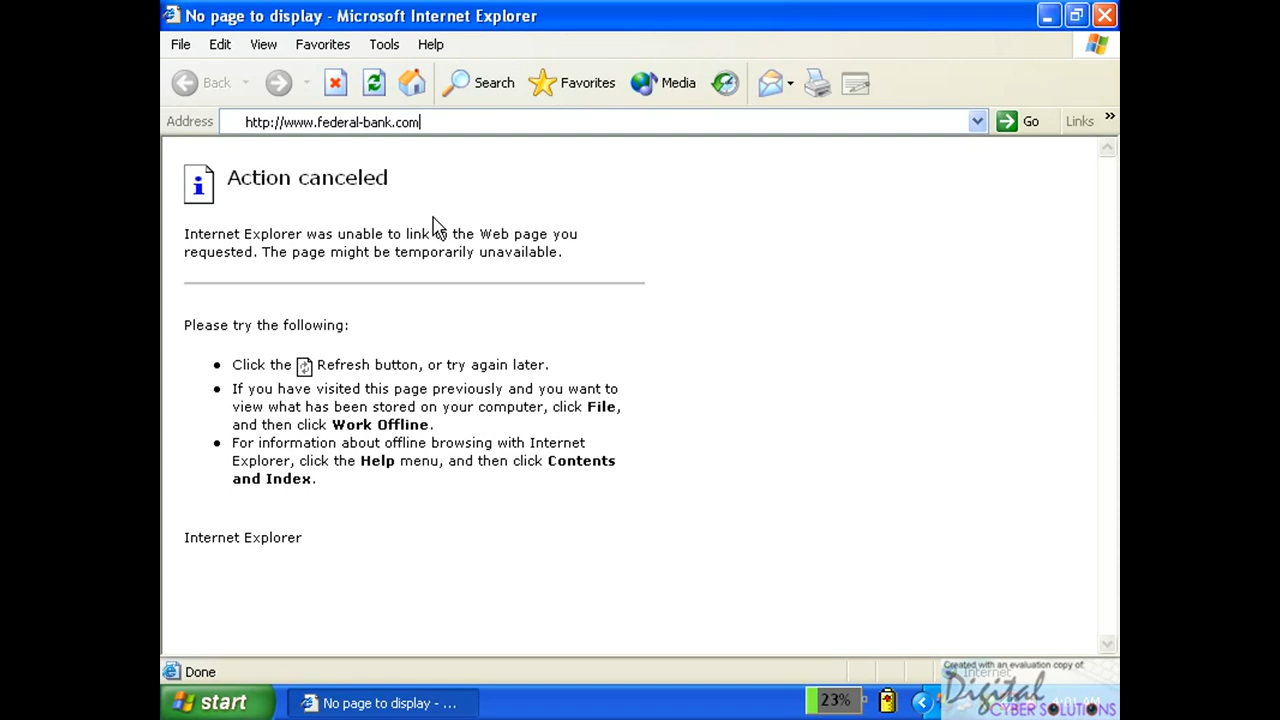 No page to display - Microsoft Internet Explorer
File Edit View Favorites Tools Help
Back Search Favorites Media
Address http://www.federal-bank.com Go Links »
Action canceled
Internet Explorer was unable to link to the Web page you
requested. The page might be temporarily unavailable.
Please try the following:
Click the Refresh button, or try again later.
If you have visited this page previously and you want to
view what has been stored on your computer, click File,
and then click Work Offline.
For information about offline browsing with Internet
Explorer, click the Help menu, and then click Contents
and Index.
Internet Explorer
Done Internet
Created with an evaluation copy of
Digital
CYBER SOLUTIONS
start No page to display - ... 23%